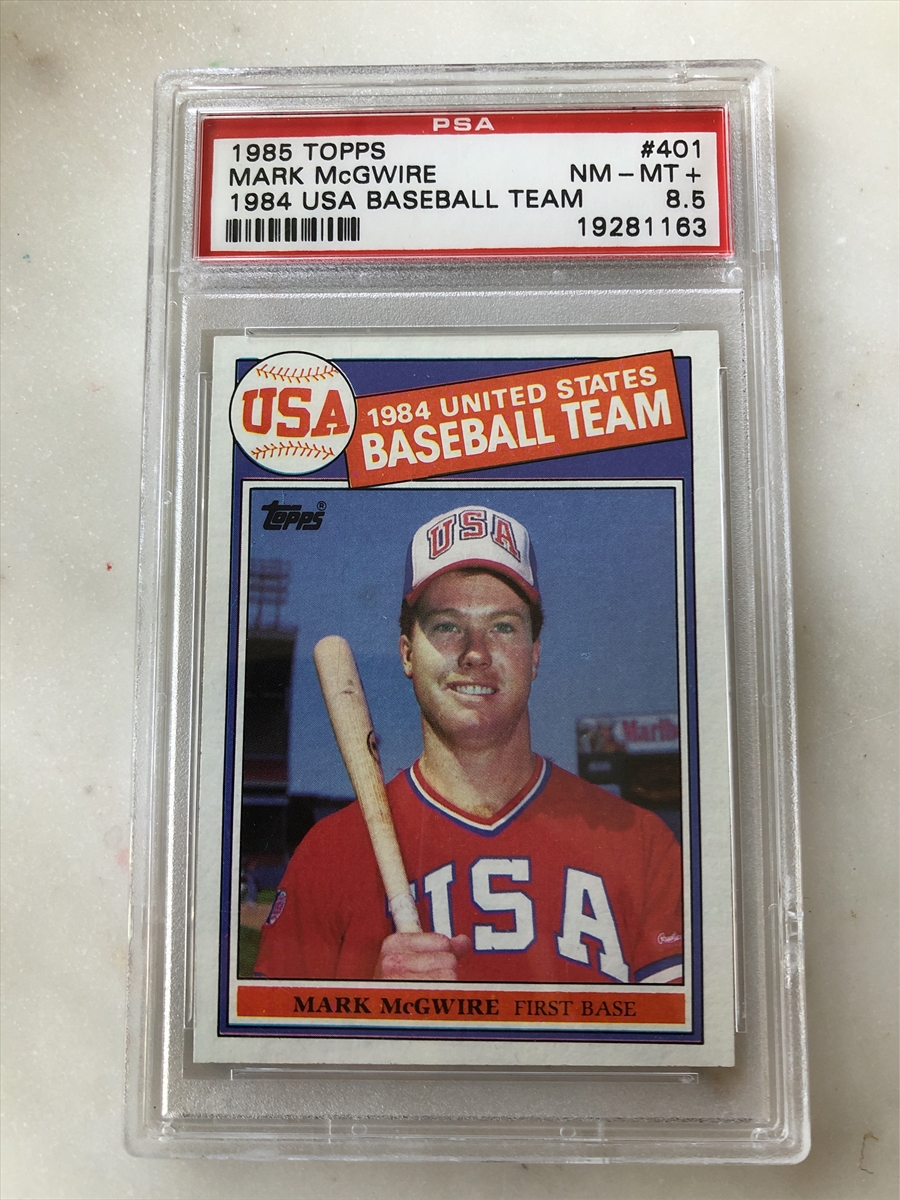 PSA
1985 TOPPS #401
MARK McGWIRE NM - MT +
1984 USA BASEBALL TEAM 8.5
19281163
USA
1984 UNITED STATES
BASEBALL TEAM
Topps®
USA
USA
MARK McGWIRE FIRST BASE